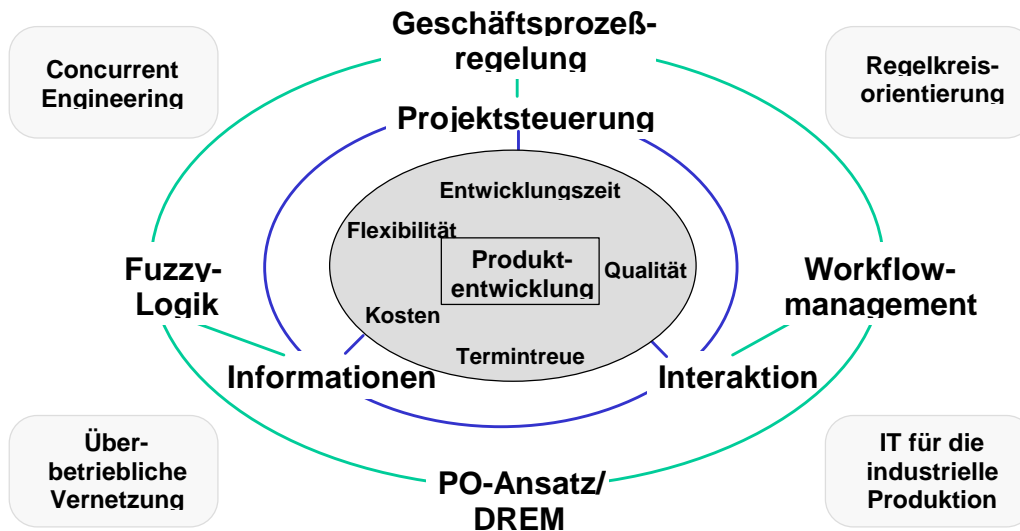 Geschäftsprozeß-
regelung
Concurrent
Engineering
Regelkreis-
orientierung
Projektsteuerung
Entwicklungszeit
Flexibilität
Produkt-
entwicklung
Qualität
Fuzzy-
Logik
Workflow-
management
Kosten
Termintreue
Informationen
Interaktion
Über-
betriebliche
Vernetzung
IT für die
industrielle
Produktion
PO-Ansatz/
DREM